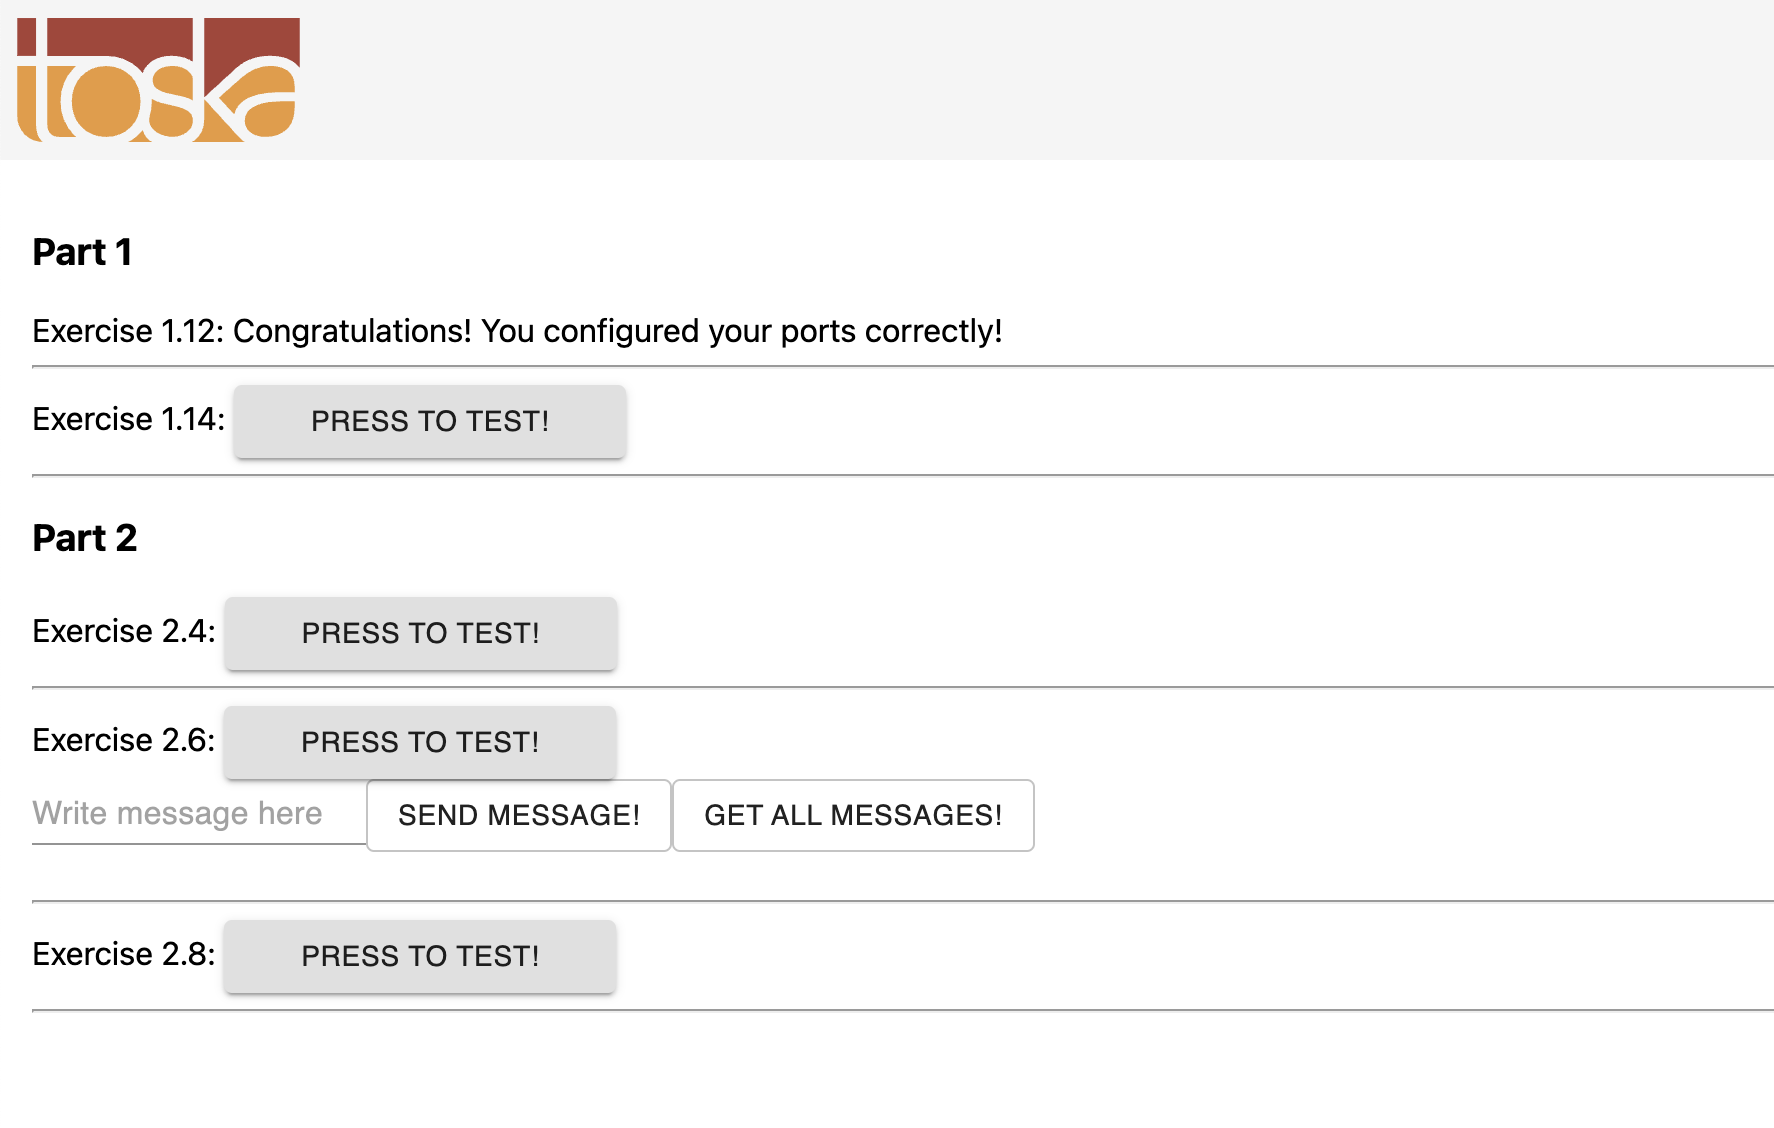 toska
Part 1
Exercise 1.12: Congratulations! You configured your ports correctly!
Exercise 1.14: PRESS TO TEST!
Part 2
Exercise 2.4: PRESS TO TEST!
Exercise 2.6: PRESS TO TEST!
Write message here SEND MESSAGE! GET ALL MESSAGES!
Exercise 2.8: PRESS TO TEST!